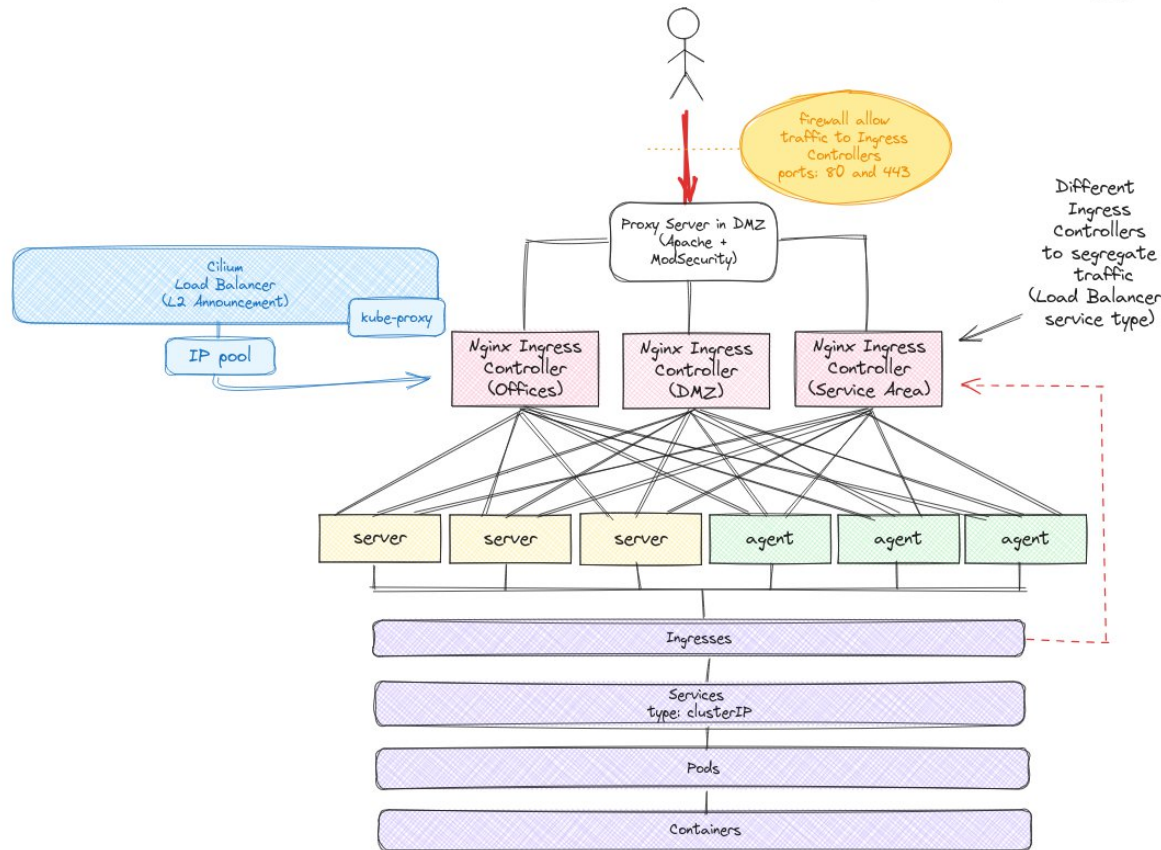 firewall allow
traffic to Ingress
Controllers
ports: 80 and 443
Proxy Server in DMZ
(Apache +
ModSecurity)
Different
Ingress
Controllers
to segregate
traffic
(Load Balancer
service type)
Cilium
Load Balancer
(L2 Announcement)
kube-proxy
IP pool
Nginx Ingress
Controller
(Offices)
Nginx Ingress
Controller
(DMZ)
Nginx Ingress
Controller
(Service Area)
server
server
server
agent
agent
agent
Ingresses
Services
type: clusterIP
Pods
Containers